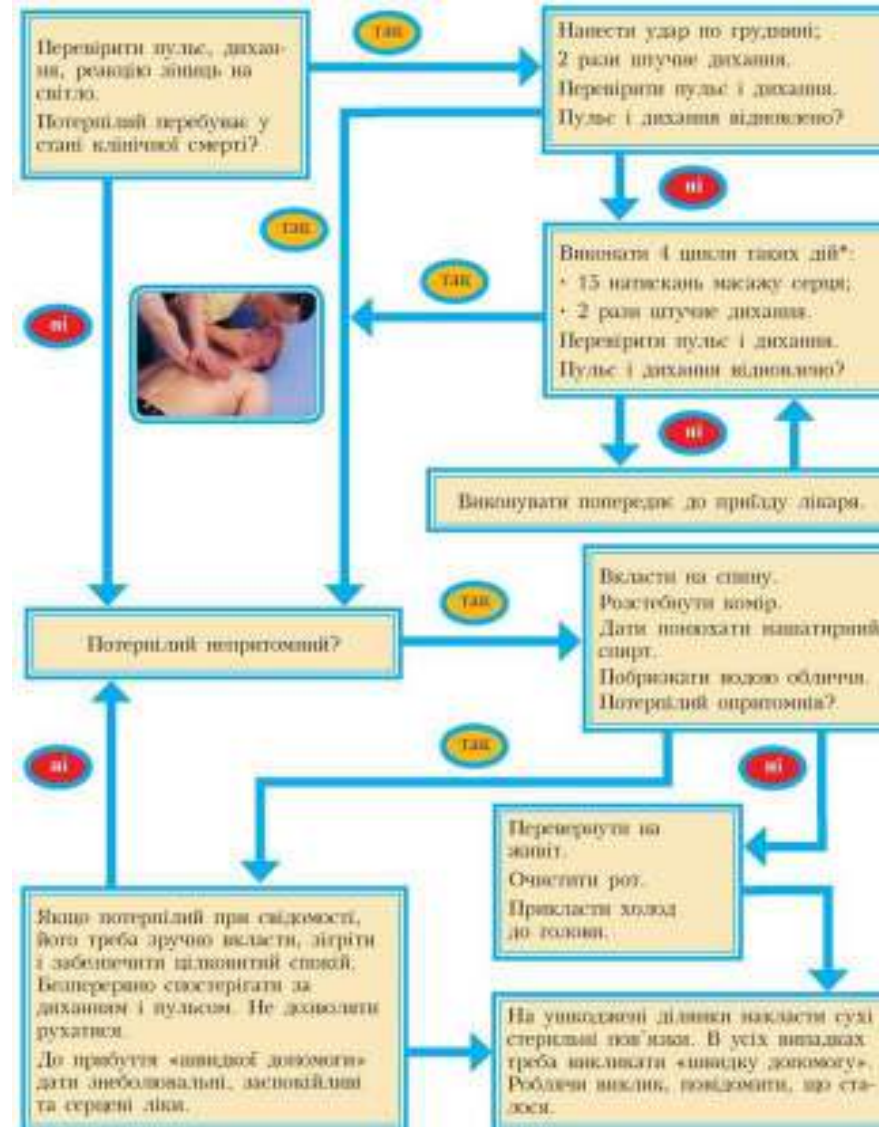 Перевірити пульс, дихан-
ня, реакцію зіниць на
світло.
Потерпілий перебуває у
стані клінічної смерті?
так
Нанести удар по груднині;
2 рази штучне дихання.
Перевірити пульс і дихання.
Пульс і дихання відновлено?
ні
так
Виконати 4 цикли таких дій*:
· 15 натискань масажу серця;
· 2 рази штучне дихання.
Перевірити пульс і дихання.
Пульс і дихання відновлено?
так
ні
ні
Виконувати попереднє до приїзду лікаря.
Потерпілий непритомний?
так
Вкласти на спину.
Розстебнути комір.
Дати понюхати нашатирний
спирт.
Побризкати водою обличчя.
Потерпілий опритомнів?
так
ні
ні
Перевернути на
живіт.
Очистити рот.
Прикласти холод
до голови.
Якщо потерпілий при свідомості,
його треба зручно вкласти, зігріти
і забезпечити цілковитий спокій.
Безперервно спостерігати за
диханням і пульсом. Не дозволяти
рухатися.
До прибуття «швидкої допомоги»
дати знеболювальні, заспокійливі
та серцеві ліки.
На ушкоджені ділянки накласти сухі
стерильні пов'язки. В усіх випадках
треба викликати «швидку допомогу».
Роблячи виклик, повідомити, що ста-
лося.